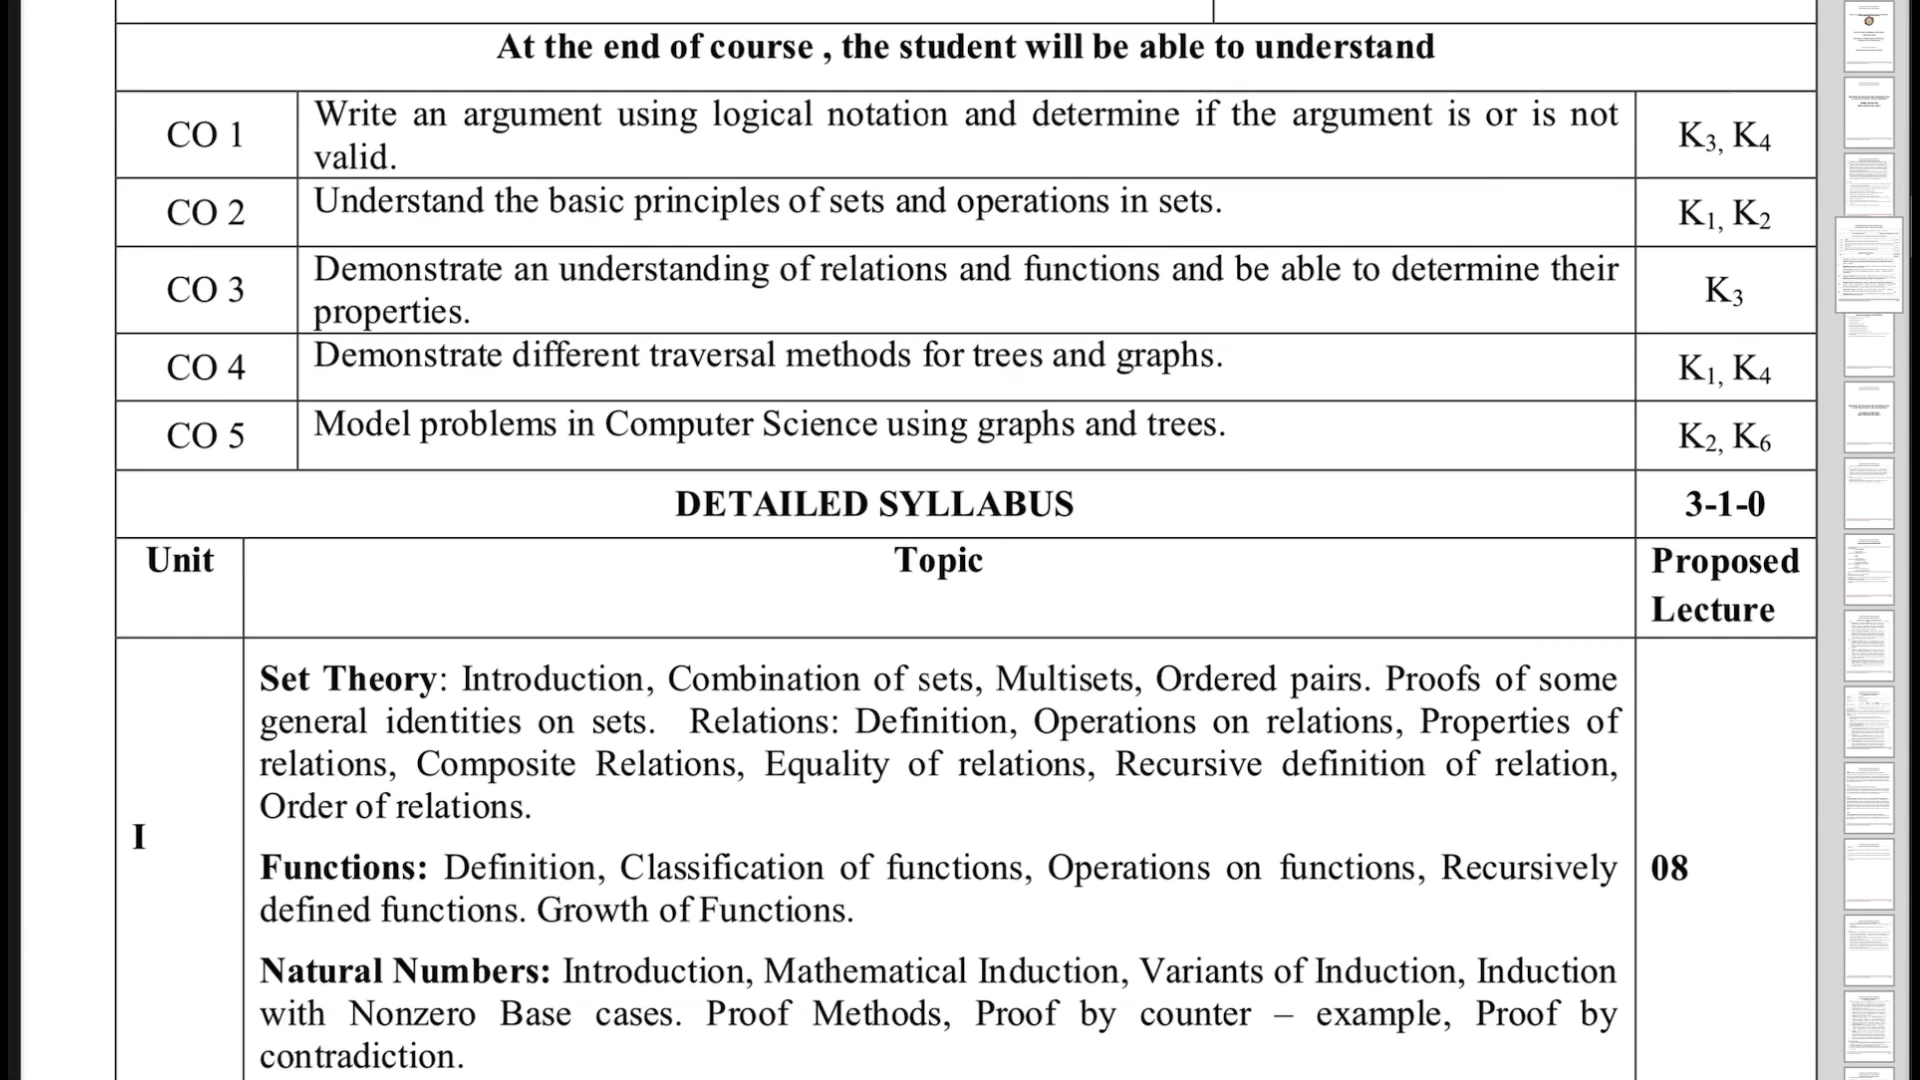 At the end of course , the student will be able to understand
CO 1
Write an argument using logical notation and determine if the argument is or is not
valid.
K3, K4
CO 2
Understand the basic principles of sets and operations in sets.
K1, K2
CO 3
Demonstrate an understanding of relations and functions and be able to determine their
properties.
K3
CO 4
Demonstrate different traversal methods for trees and graphs.
K1, K4
CO 5
Model problems in Computer Science using graphs and trees.
K2, K6
DETAILED SYLLABUS
3-1-0
Unit
Topic
Proposed
Lecture
I
Set Theory: Introduction, Combination of sets, Multisets, Ordered pairs. Proofs of some
general identities on sets. Relations: Definition, Operations on relations, Properties of
relations, Composite Relations, Equality of relations, Recursive definition of relation,
Order of relations.
Functions: Definition, Classification of functions, Operations on functions, Recursively
defined functions. Growth of Functions.
Natural Numbers: Introduction, Mathematical Induction, Variants of Induction, Induction
with Nonzero Base cases. Proof Methods, Proof by counter – example, Proof by
contradiction.
08